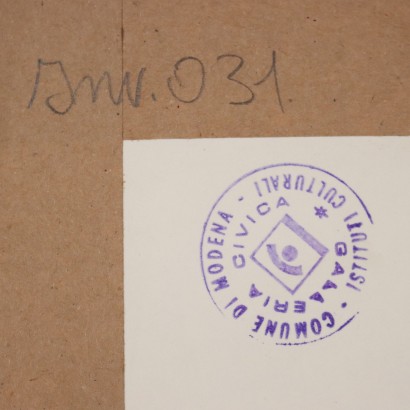 Inv. 031.
COMUNE DI MODENA - ISTITUTI CULTURALI -
GALLERIA CIVICA *